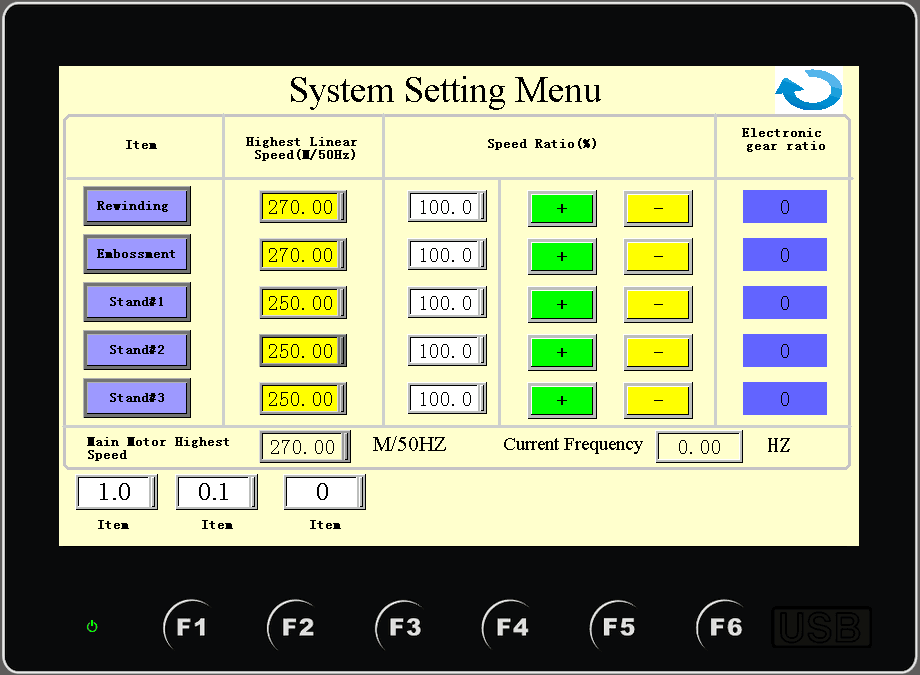 System Setting Menu
Item
Highest Linear
Speed(M/50Hz)
Speed Ratio(%)
Electronic
gear ratio
Rewinding 270.00 100.0 + - 0
Embossment 270.00 100.0 + - 0
Stand#1 250.00 100.0 + - 0
Stand#2 250.00 100.0 + - 0
Stand#3 250.00 100.0 + - 0
Main Motor Highest
Speed
270.00 M/50HZ Current Frequency 0.00 HZ
1.0 0.1 0
Item Item Item
F1 F2 F3 F4 F5 F6 USB